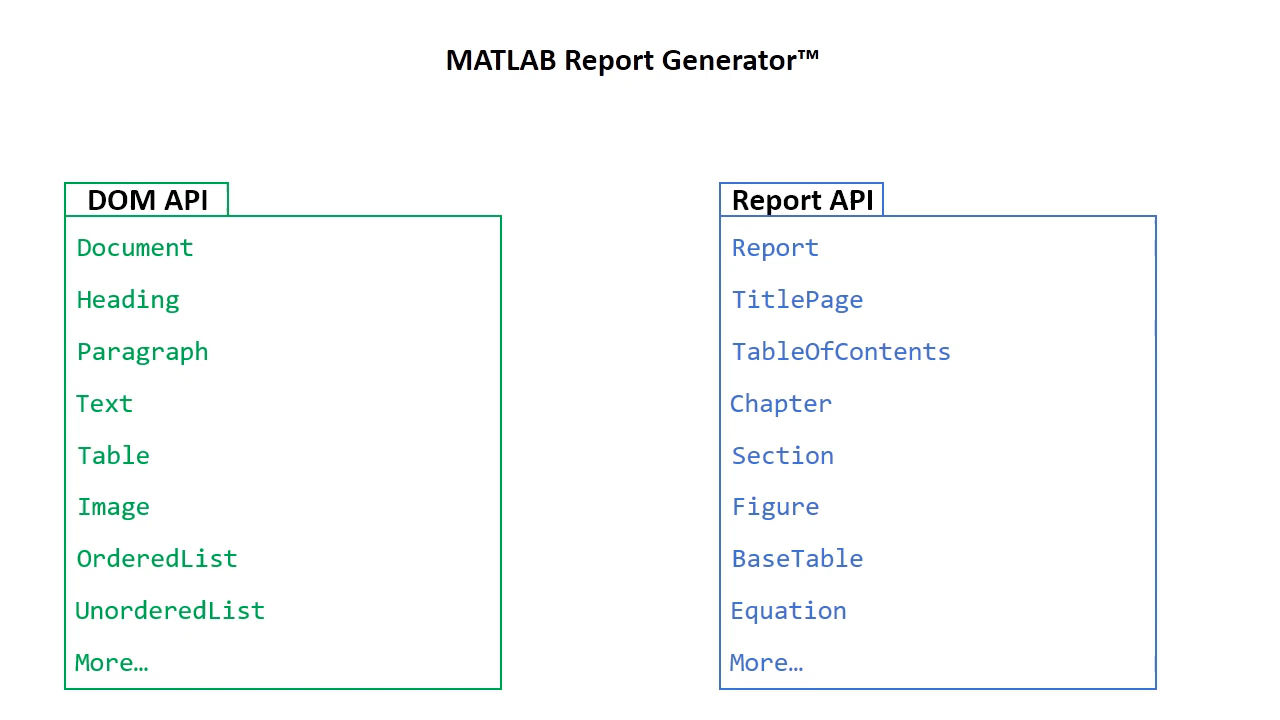 MATLAB Report Generator™
DOM API
Document
Heading
Paragraph
Text
Table
Image
OrderedList
UnorderedList
More…
Report API
Report
TitlePage
TableOfContents
Chapter
Section
Figure
BaseTable
Equation
More…